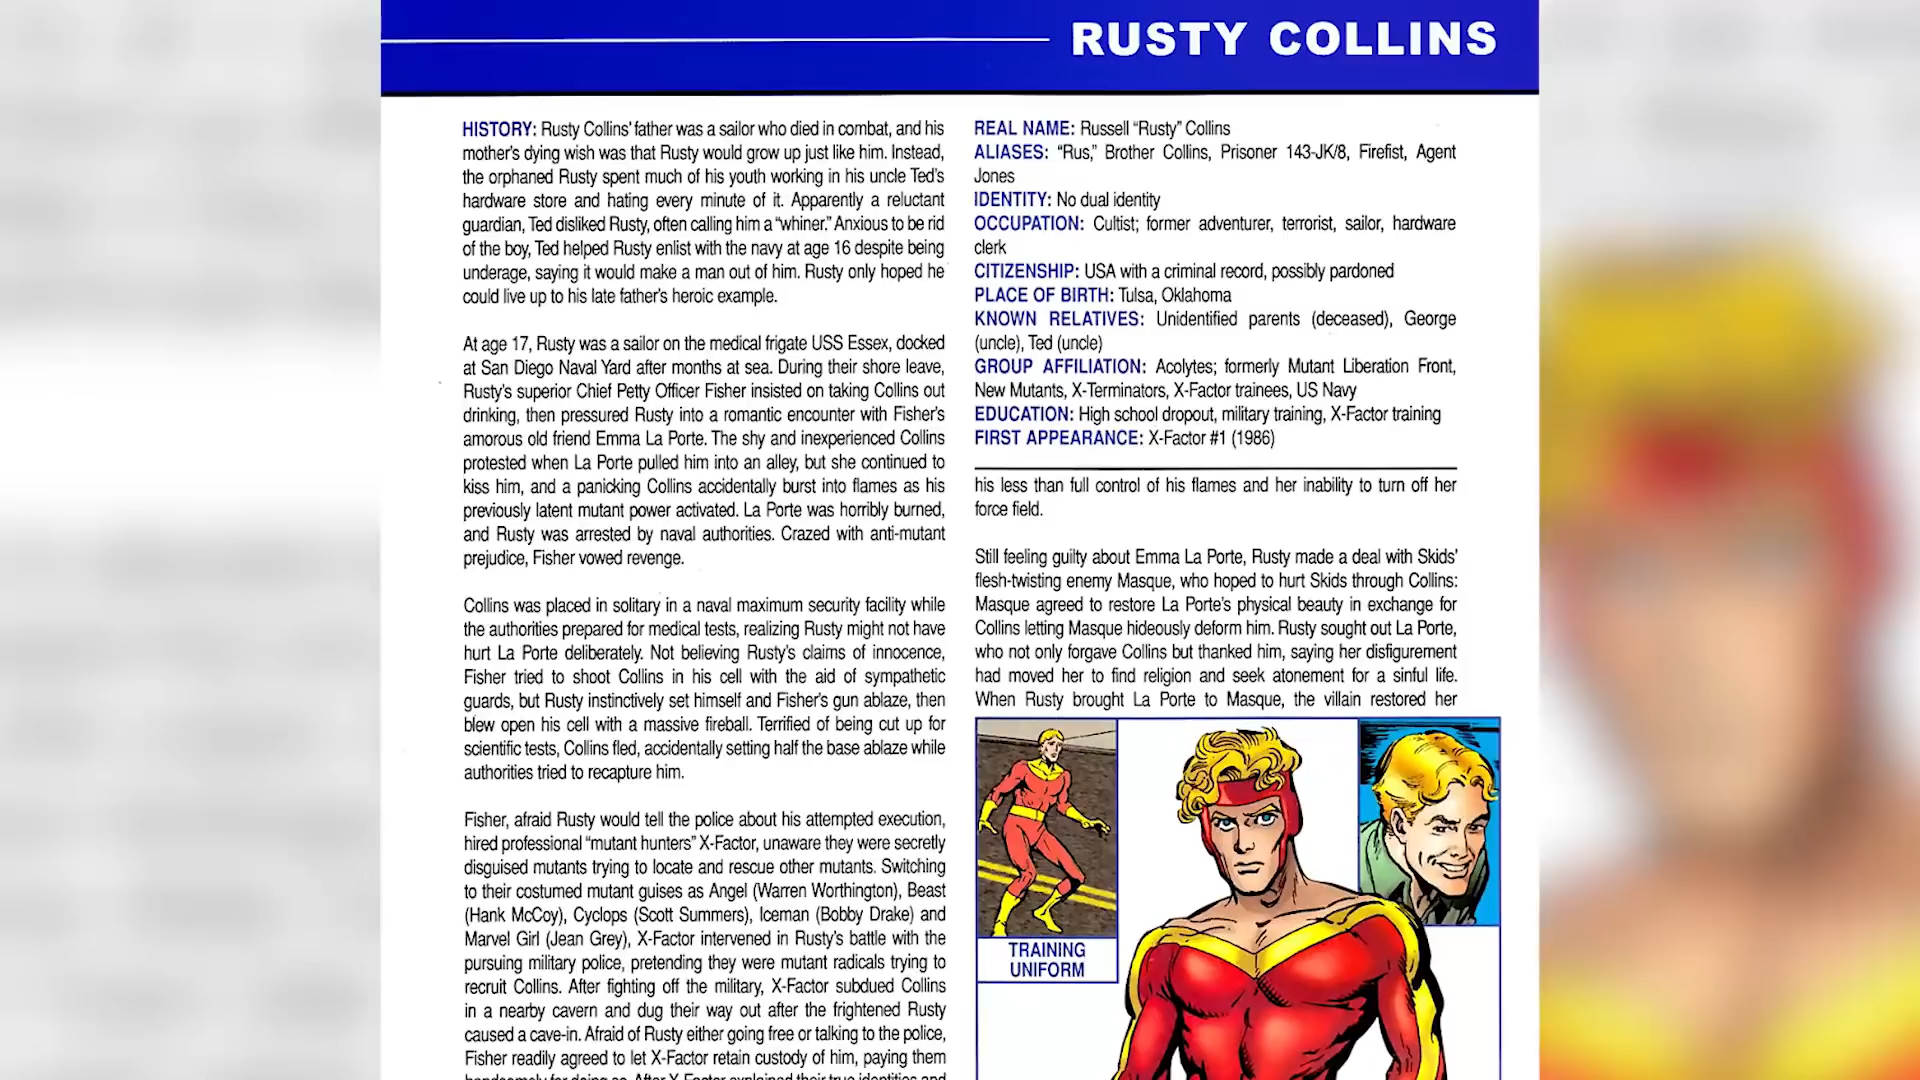 RUSTY COLLINS
HISTORY: Rusty Collins' father was a sailor who died in combat, and his
mother's dying wish was that Rusty would grow up just like him. Instead,
the orphaned Rusty spent much of his youth working in his uncle Ted's
hardware store and hating every minute of it. Apparently a reluctant
guardian, Ted disliked Rusty, often calling him a “whiner.” Anxious to be rid
of the boy, Ted helped Rusty enlist with the navy at age 16 despite being
underage, saying it would make a man out of him. Rusty only hoped he
could live up to his late father's heroic example.
At age 17, Rusty was a sailor on the medical frigate USS Essex, docked
at San Diego Naval Yard after months at sea. During their shore leave,
Rusty's superior Chief Petty Officer Fisher insisted on taking Collins out
drinking, then pressured Rusty into a romantic encounter with Fisher's
amorous old friend Emma La Porte. The shy and inexperienced Collins
protested when La Porte pulled him into an alley, but she continued to
kiss him, and a panicking Collins accidentally burst into flames as his
previously latent mutant power activated. La Porte was horribly burned,
and Rusty was arrested by naval authorities. Crazed with anti-mutant
prejudice, Fisher vowed revenge.
Collins was placed in solitary in a naval maximum security facility while
the authorities prepared for medical tests, realizing Rusty might not have
hurt La Porte deliberately. Not believing Rusty's claims of innocence,
Fisher tried to shoot Collins in his cell with the aid of sympathetic
guards, but Rusty instinctively set himself and Fisher's gun ablaze, then
blew open his cell with a massive fireball. Terrified of being cut up for
scientific tests, Collins fled, accidentally setting half the base ablaze while
authorities tried to recapture him.
Fisher, afraid Rusty would tell the police about his attempted execution,
hired professional “mutant hunters” X-Factor, unaware they were secretly
disguised mutants trying to locate and rescue other mutants. Switching
to their costumed mutant guises as Angel (Warren Worthington), Beast
(Hank McCoy), Cyclops (Scott Summers), Iceman (Bobby Drake) and
Marvel Girl (Jean Grey), X-Factor intervened in Rusty's battle with the
pursuing military police, pretending they were mutant radicals trying to
recruit Collins. After fighting off the military, X-Factor subdued Collins
in a nearby cavern and dug their way out after the frightened Rusty
caused a cave-in. Afraid of Rusty either going free or talking to the police,
Fisher readily agreed to let X-Factor retain custody of him, paying them
handsomely for doing so. After X-Factor explained their true identities and
REAL NAME: Russell “Rusty” Collins
ALIASES: “Rus,” Brother Collins, Prisoner 143-JK/8, Firefist, Agent
Jones
IDENTITY: No dual identity
OCCUPATION: Cultist; former adventurer, terrorist, sailor, hardware
clerk
CITIZENSHIP: USA with a criminal record, possibly pardoned
PLACE OF BIRTH: Tulsa, Oklahoma
KNOWN RELATIVES: Unidentified parents (deceased), George
(uncle), Ted (uncle)
GROUP AFFILIATION: Acolytes; formerly Mutant Liberation Front,
New Mutants, X-Terminators, X-Factor trainees, US Navy
EDUCATION: High school dropout, military training, X-Factor training
FIRST APPEARANCE: X-Factor #1 (1986)
his less than full control of his flames and her inability to turn off her
force field.
Still feeling guilty about Emma La Porte, Rusty made a deal with Skids'
flesh-twisting enemy Masque, who hoped to hurt Skids through Collins:
Masque agreed to restore La Porte's physical beauty in exchange for
Collins letting Masque hideously deform him. Rusty sought out La Porte,
who not only forgave Collins but thanked him, saying her disfigurement
had moved her to find religion and seek atonement for a sinful life.
When Rusty brought La Porte to Masque, the villain restored her
TRAINING
UNIFORM